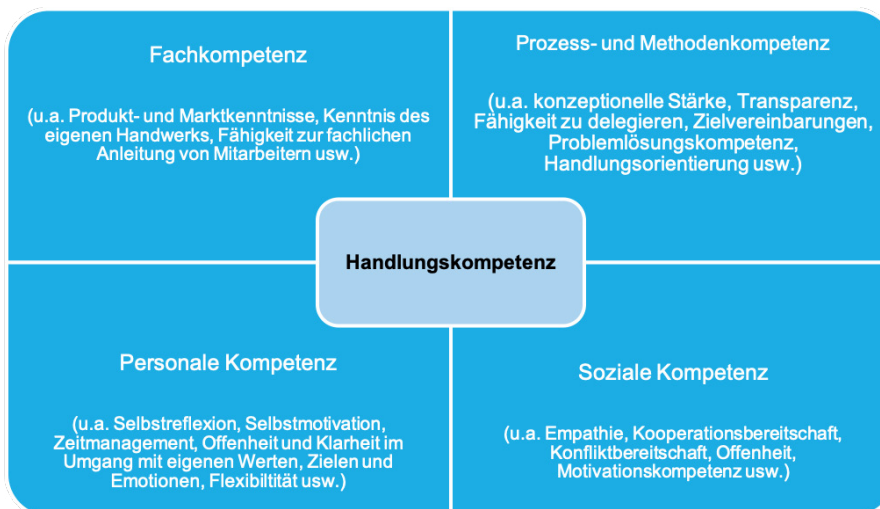 Fachkompetenz
(u.a. Produkt- und Marktkenntnisse, Kenntnis des
eigenen Handwerks, Fähigkeit zur fachlichen
Anleitung von Mitarbeitern usw.)
Prozess- und Methodenkompetenz
(u.a. konzeptionelle Stärke, Transparenz,
Fähigkeit zu delegieren, Zielvereinbarungen,
Problemlösungskompetenz,
Handlungsorientierung usw.)
Handlungskompetenz
Personale Kompetenz
(u.a. Selbstreflexion, Selbstmotivation,
Zeitmanagement, Offenheit und Klarheit im
Umgang mit eigenen Werten, Zielen und
Emotionen, Flexibiltität usw.)
Soziale Kompetenz
(u.a. Empathie, Kooperationsbereitschaft,
Konfliktbereitschaft, Offenheit,
Motivationskompetenz usw.)